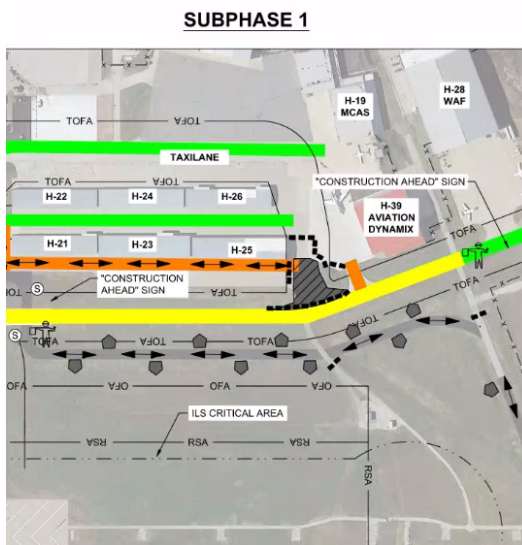 SUBPHASE 1
H-28
WAF
H-19
MCAS
TOFA
TOFA
TAXILANE
"CONSTRUCTION AHEAD" SIGN
TOFA
TOFA
H-22
H-24
H-26
H-39
AVIATION
DYNAMIX
TOFA
H-21
H-23
H-25
"CONSTRUCTION
AHEAD" SIGN
S
TOFA
TOFA
S
TOFA
TOFA
TOFA
OFA
OFA
OFA
OFA
ILS CRITICAL AREA
RSA
RSA
RSA
RSA